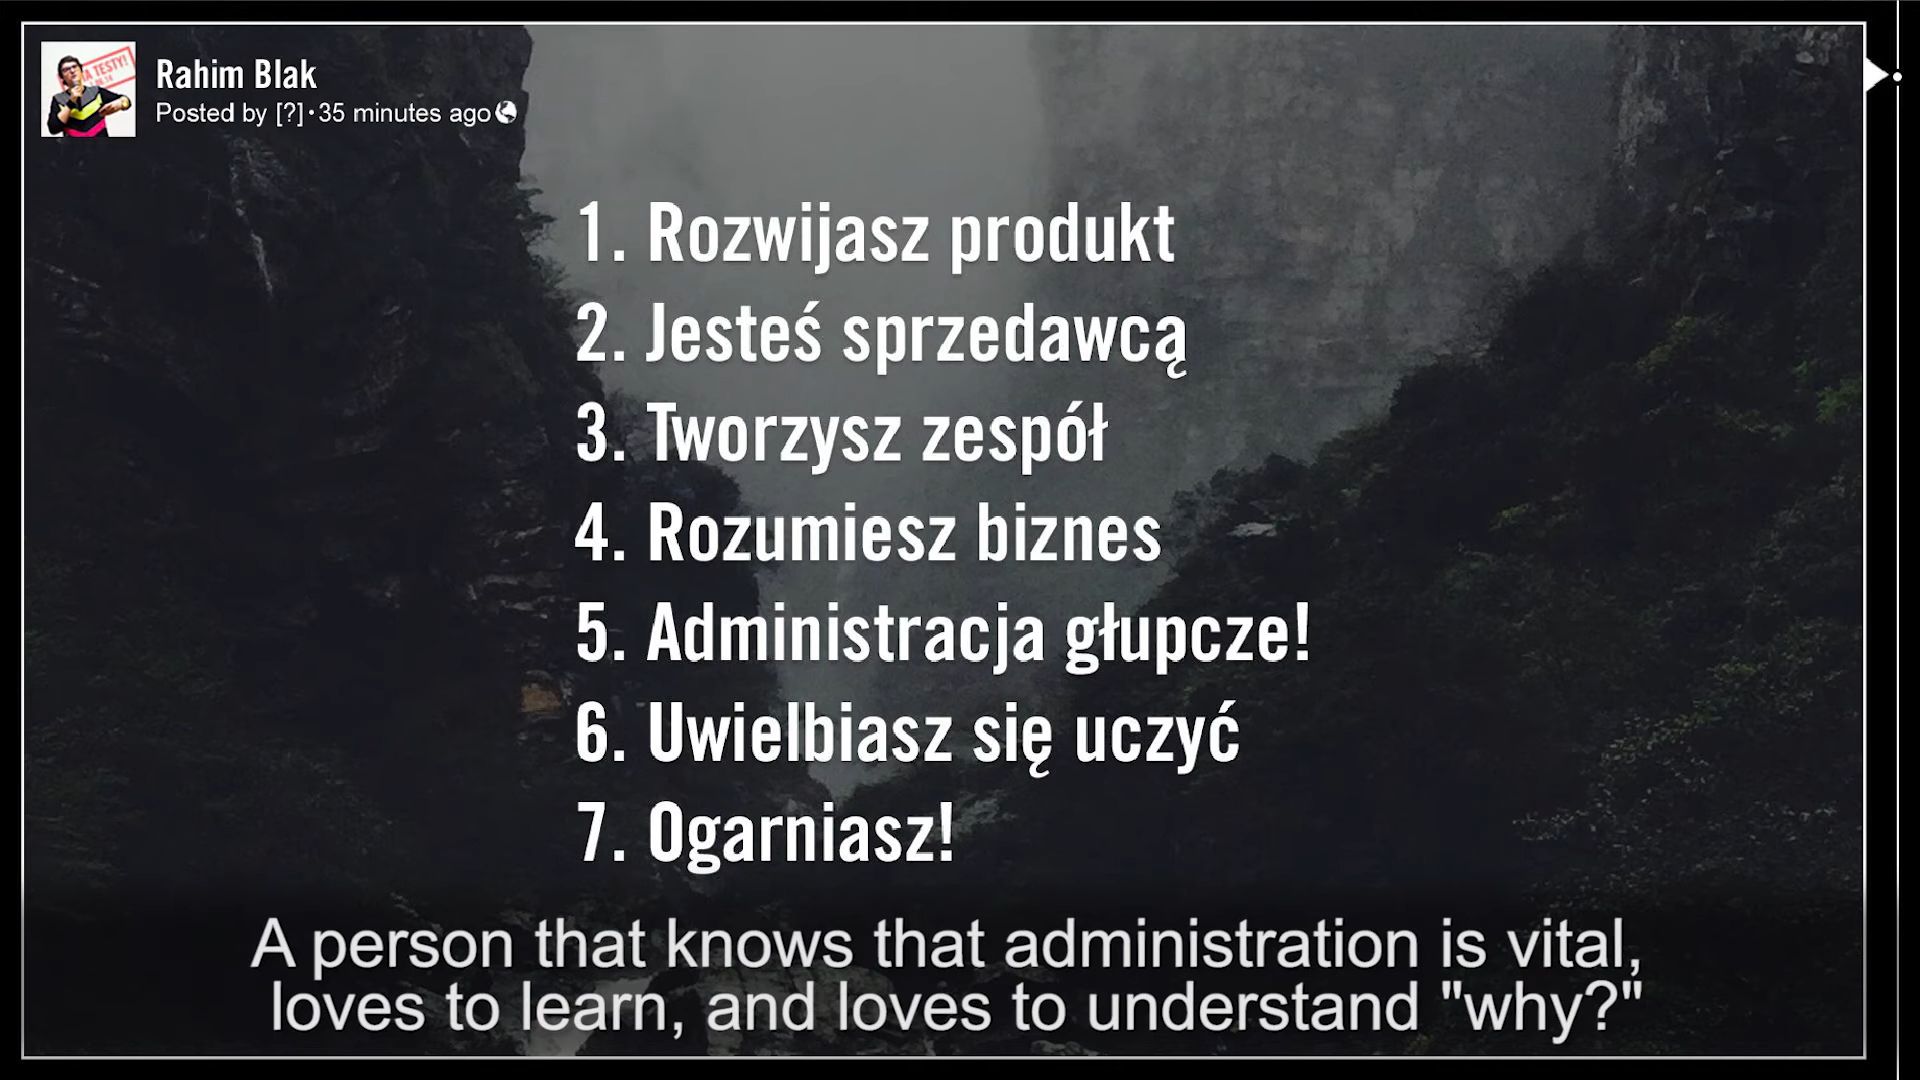 Rahim Blak
Posted by [?] · 35 minutes ago
1. Rozwijasz produkt
2. Jesteś sprzedawcą
3. Tworzysz zespół
4. Rozumiesz biznes
5. Administracja głupcze!
6. Uwielbiasz się uczyć
7. Ogarniasz!
A person that knows that administration is vital,
loves to learn, and loves to understand "why?"